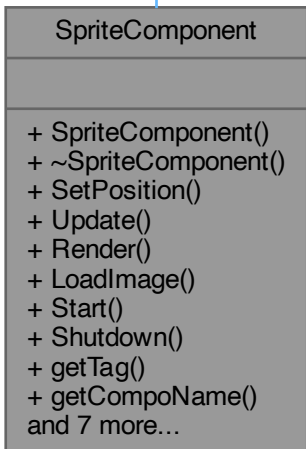 SpriteComponent
+ SpriteComponent()
+ ~SpriteComponent()
+ SetPosition()
+ Update()
+ Render()
+ LoadImage()
+ Start()
+ Shutdown()
+ getTag()
+ getCompoName()
and 7 more...